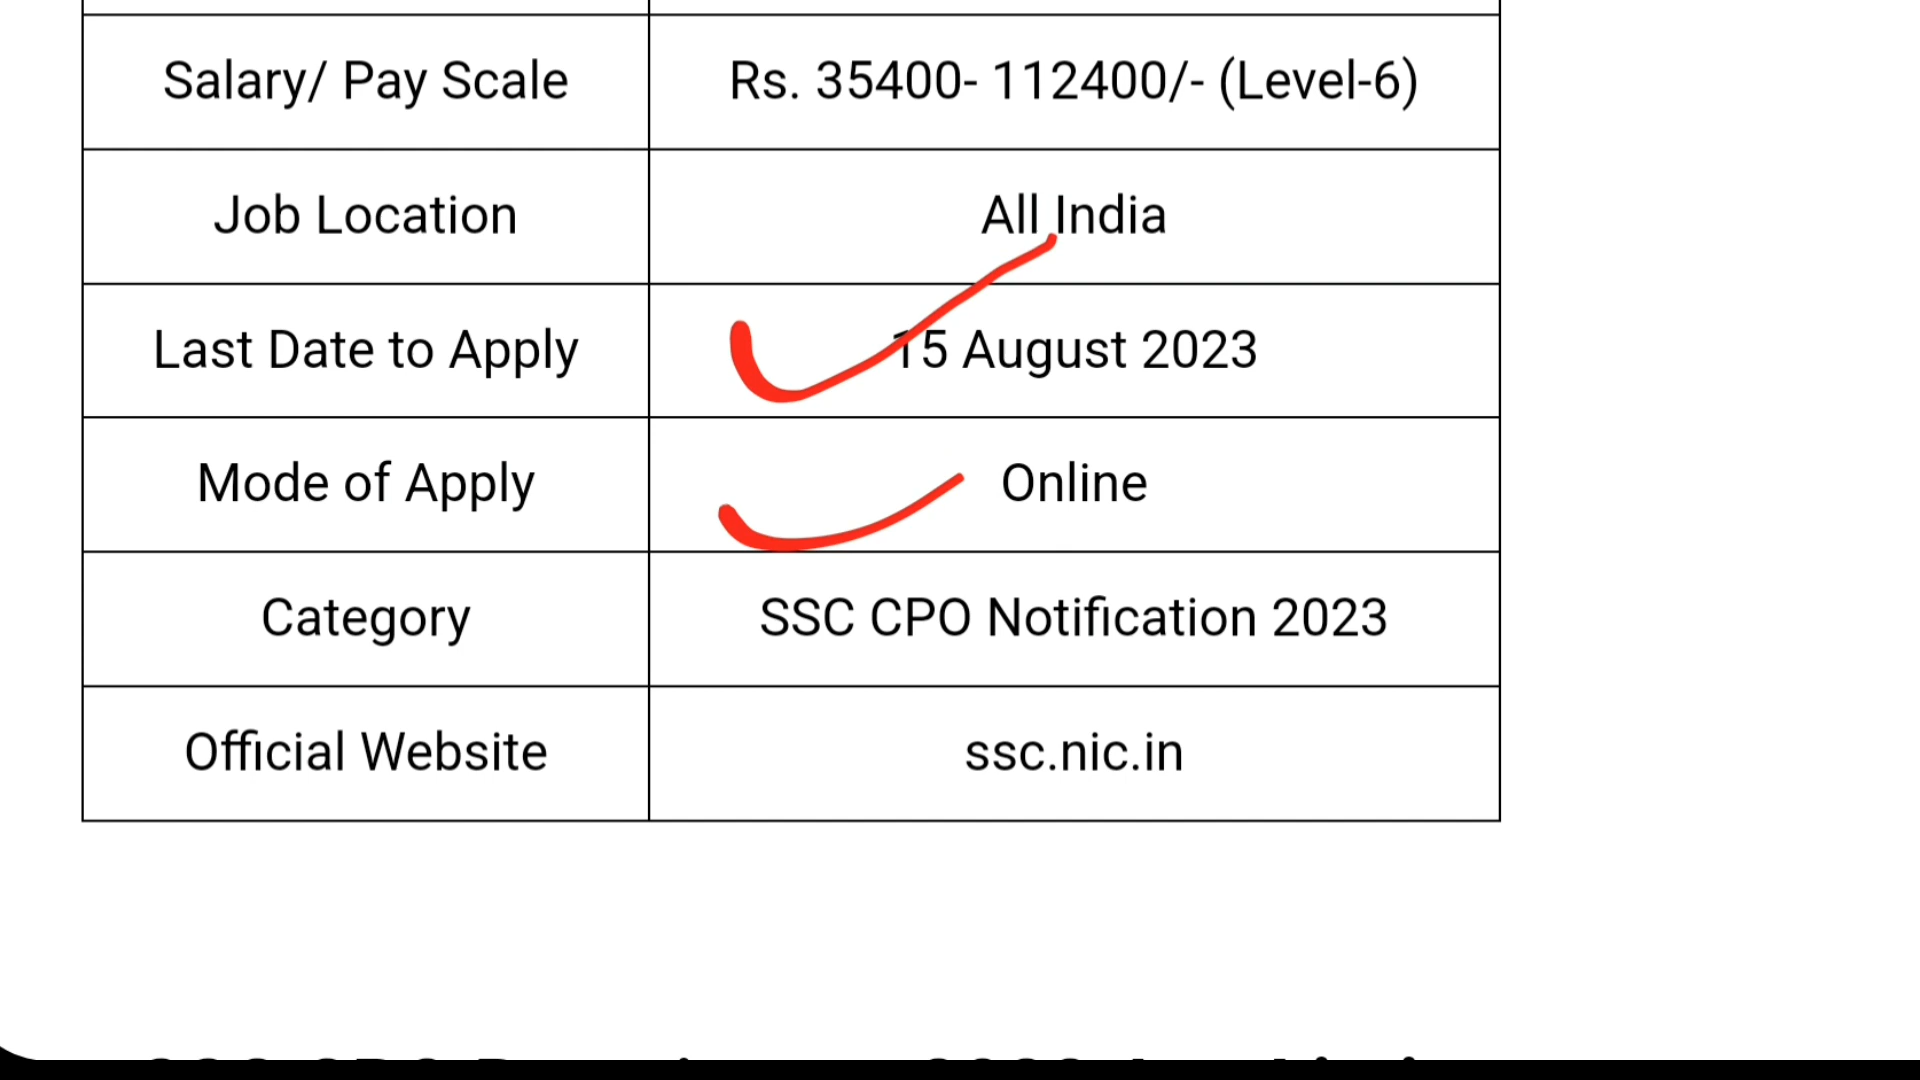 Salary/ Pay Scale Rs. 35400- 112400/- (Level-6)
Job Location All India
Last Date to Apply 15 August 2023
Mode of Apply Online
Category SSC CPO Notification 2023
Official Website ssc.nic.in